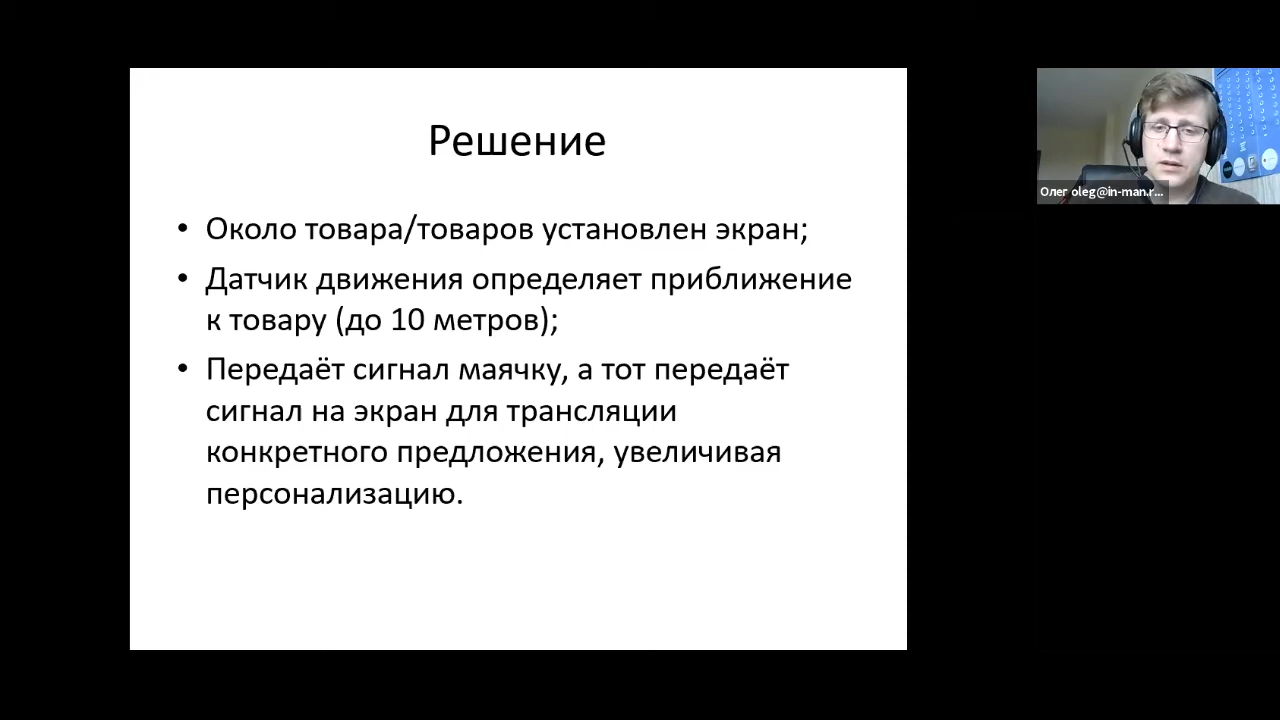 Решение
• Около товара/товаров установлен экран;
• Датчик движения определяет приближение
к товару (до 10 метров);
• Передаёт сигнал маячку, а тот передаёт
сигнал на экран для трансляции
конкретного предложения, увеличивая
персонализацию.
Олег oleg@in-man.r...